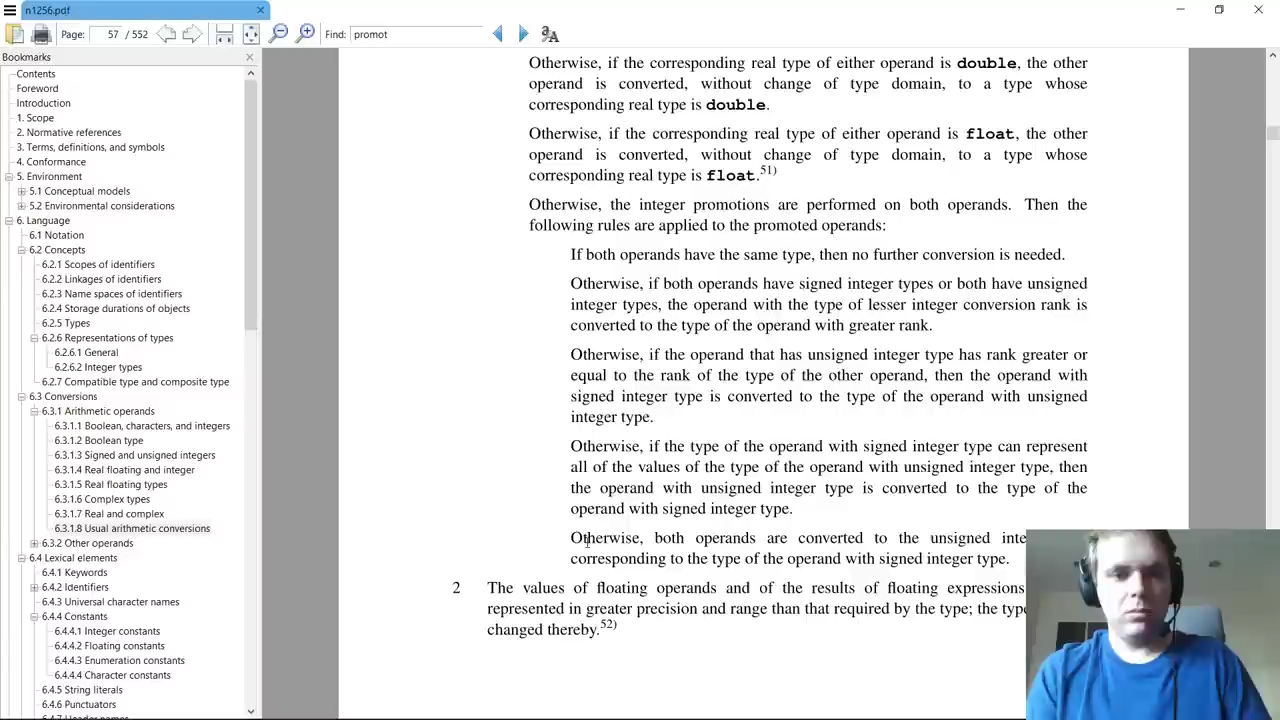 n1256.pdf
Page: 57 / 552 Find: promot
Bookmarks
Contents
Foreword
Introduction
1. Scope
2. Normative references
3. Terms, definitions, and symbols
4. Conformance
5. Environment
5.1 Conceptual models
5.2 Environmental considerations
6. Language
6.1 Notation
6.2 Concepts
6.2.1 Scopes of identifiers
6.2.2 Linkages of identifiers
6.2.3 Name spaces of identifiers
6.2.4 Storage durations of objects
6.2.5 Types
6.2.6 Representations of types
6.2.6.1 General
6.2.6.2 Integer types
6.2.7 Compatible type and composite type
6.3 Conversions
6.3.1 Arithmetic operands
6.3.1.1 Boolean, characters, and integers
6.3.1.2 Boolean type
6.3.1.3 Signed and unsigned integers
6.3.1.4 Real floating and integer
6.3.1.5 Real floating types
6.3.1.6 Complex types
6.3.1.7 Real and complex
6.3.1.8 Usual arithmetic conversions
6.3.2 Other operands
6.4 Lexical elements
6.4.1 Keywords
6.4.2 Identifiers
6.4.3 Universal character names
6.4.4 Constants
6.4.4.1 Integer constants
6.4.4.2 Floating constants
6.4.4.3 Enumeration constants
6.4.4.4 Character constants
6.4.5 String literals
6.4.6 Punctuators
6.4.7 Header names
Otherwise, if the corresponding real type of either operand is double, the other
operand is converted, without change of type domain, to a type whose
corresponding real type is double.
Otherwise, if the corresponding real type of either operand is float, the other
operand is converted, without change of type domain, to a type whose
corresponding real type is float.51)
Otherwise, the integer promotions are performed on both operands. Then the
following rules are applied to the promoted operands:
If both operands have the same type, then no further conversion is needed.
Otherwise, if both operands have signed integer types or both have unsigned
integer types, the operand with the type of lesser integer conversion rank is
converted to the type of the operand with greater rank.
Otherwise, if the operand that has unsigned integer type has rank greater or
equal to the rank of the type of the other operand, then the operand with
signed integer type is converted to the type of the operand with unsigned
integer type.
Otherwise, if the type of the operand with signed integer type can represent
all of the values of the type of the operand with unsigned integer type, then
the operand with unsigned integer type is converted to the type of the
operand with signed integer type.
Otherwise, both operands are converted to the unsigned inte
corresponding to the type of the operand with signed integer type.
2 The values of floating operands and of the results of floating expressions
represented in greater precision and range than that required by the type; the type
changed thereby.52)